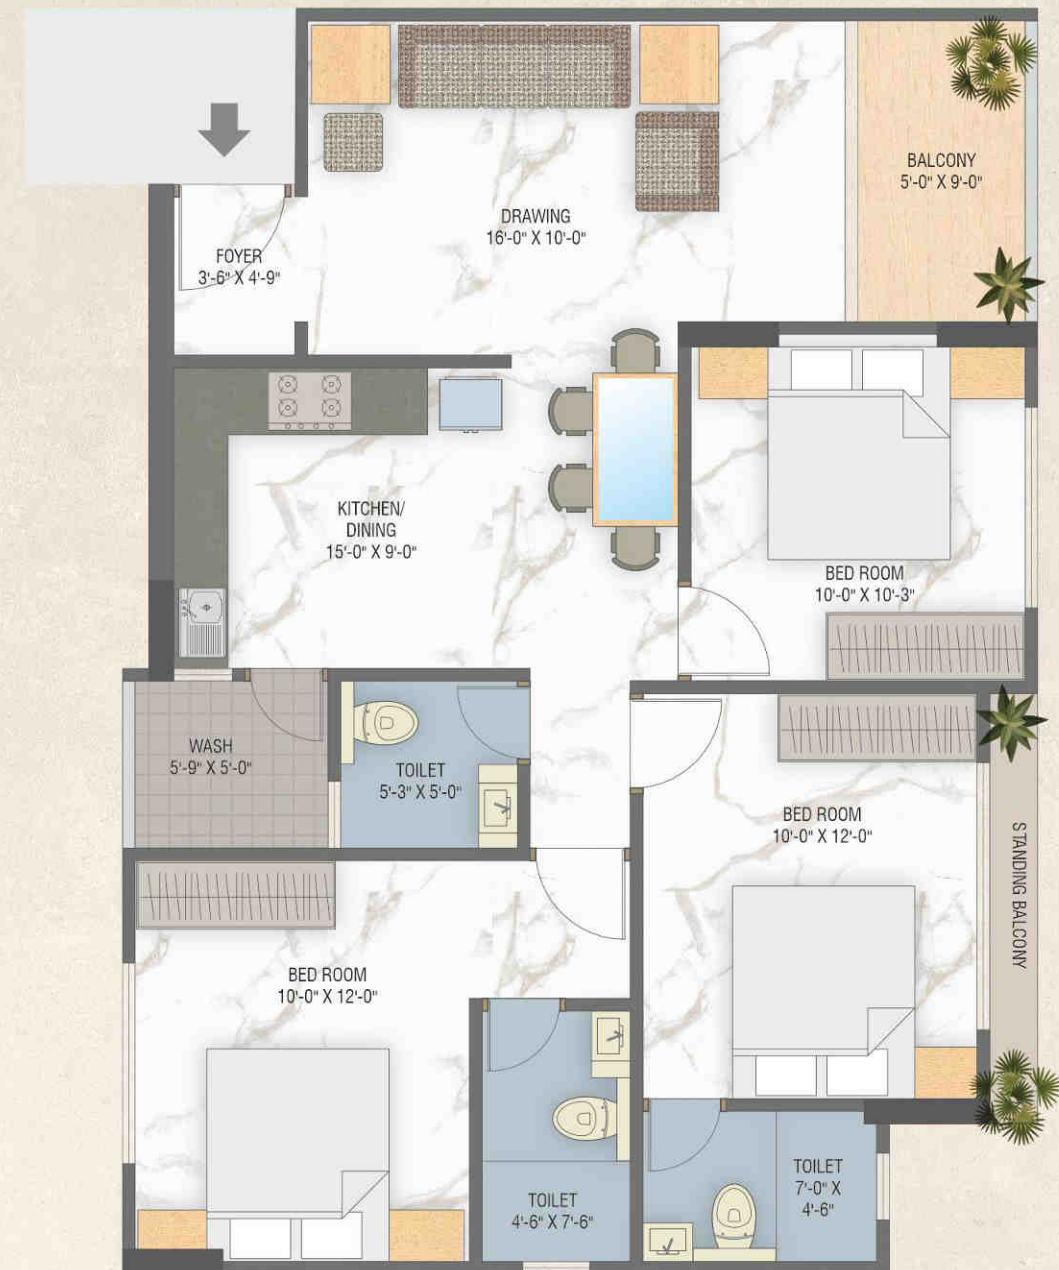 BALCONY
5'-0" X 9'-0"
DRAWING
16'-0" X 10'-0"
FOYER
3'-6" X 4'-9"
KITCHEN/
DINING
15'-0" X 9'-0"
BED ROOM
10'-0" X 10'-3"
WASH
5'-9" X 5'-0"
TOILET
5'-3" X 5'-0"
BED ROOM
10'-0" X 12'-0"
STANDING BALCONY
BED ROOM
10'-0" X 12'-0"
TOILET
4'-6" X 7'-6"
TOILET
7'-0" X
4'-6"